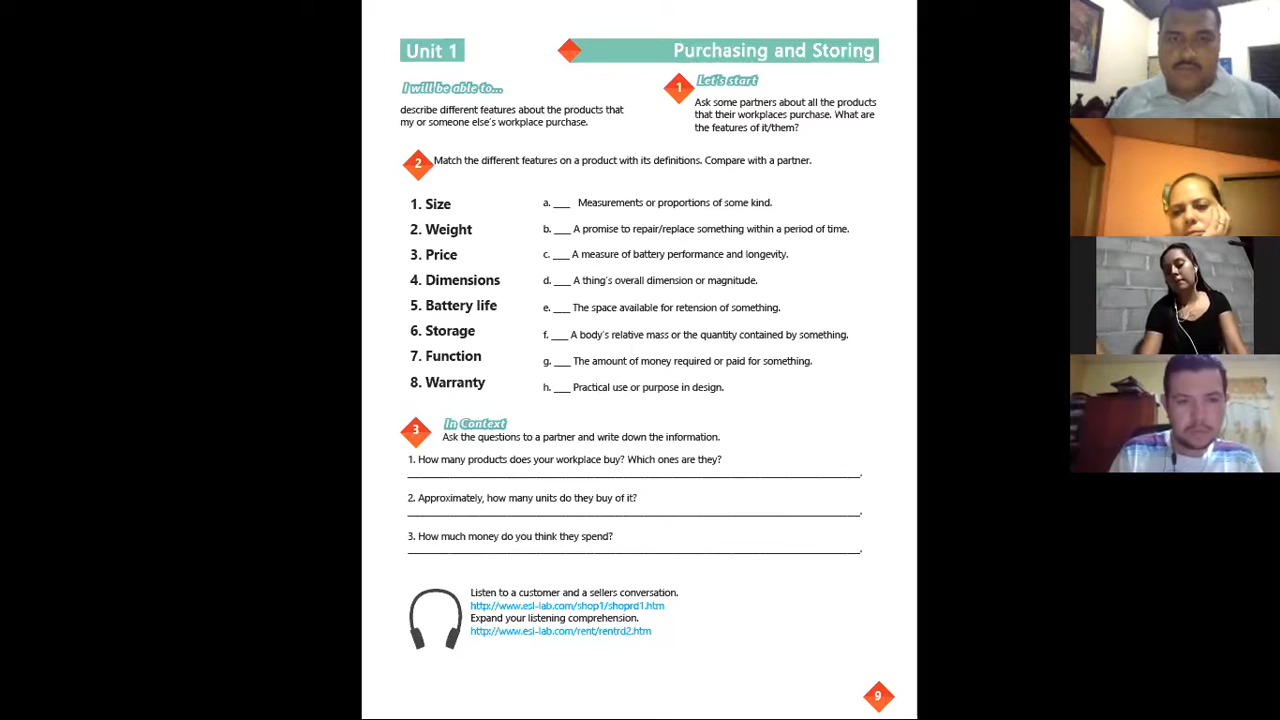 Unit 1
Purchasing and Storing
I will be able to...
describe different features about the products that
my or someone else's workplace purchase.
1
Let's start
Ask some partners about all the products
that their workplaces purchase. What are
the features of it/them?
2
Match the different features on a product with its definitions. Compare with a partner.
1. Size
2. Weight
3. Price
4. Dimensions
5. Battery life
6. Storage
7. Function
8. Warranty
a. ___ Measurements or proportions of some kind.
b. ___ A promise to repair/replace something within a period of time.
c. ___ A measure of battery performance and longevity.
d. ___ A thing's overall dimension or magnitude.
e. ___ The space available for retention of something.
f. ___ A body's relative mass or the quantity contained by something.
g. ___ The amount of money required or paid for something.
h. ___ Practical use or purpose in design.
3
In Context
Ask the questions to a partner and write down the information.
1. How many products does your workplace buy? Which ones are they?
2. Approximately, how many units do they buy of it?
3. How much money do you think they spend?
Listen to a customer and a sellers conversation.
http://www.esl-lab.com/shop1/shoprd1.htm
Expand your listening comprehension.
http://www.esl-lab.com/rent/rentrd2.htm
9